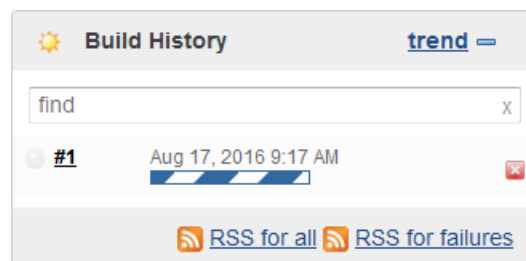 Build History trend
find x
#1 Aug 17, 2016 9:17 AM
RSS for all RSS for failures